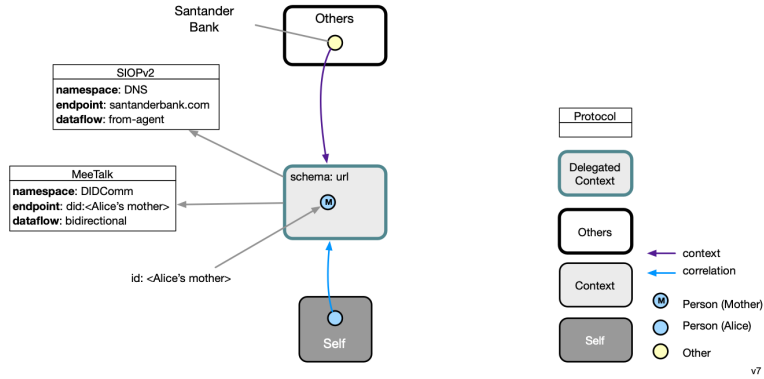 Santander
Bank
Others
SIOPv2
namespace: DNS
endpoint: santanderbank.com
dataflow: from-agent
MeeTalk
namespace: DIDComm
endpoint: did:<Alice's mother>
dataflow: bidirectional
schema: url
M
id: <Alice's mother>
Self
Protocol
Delegated
Context
Others
Context
Self
context
correlation
M
Person (Mother)
Person (Alice)
Other
v7